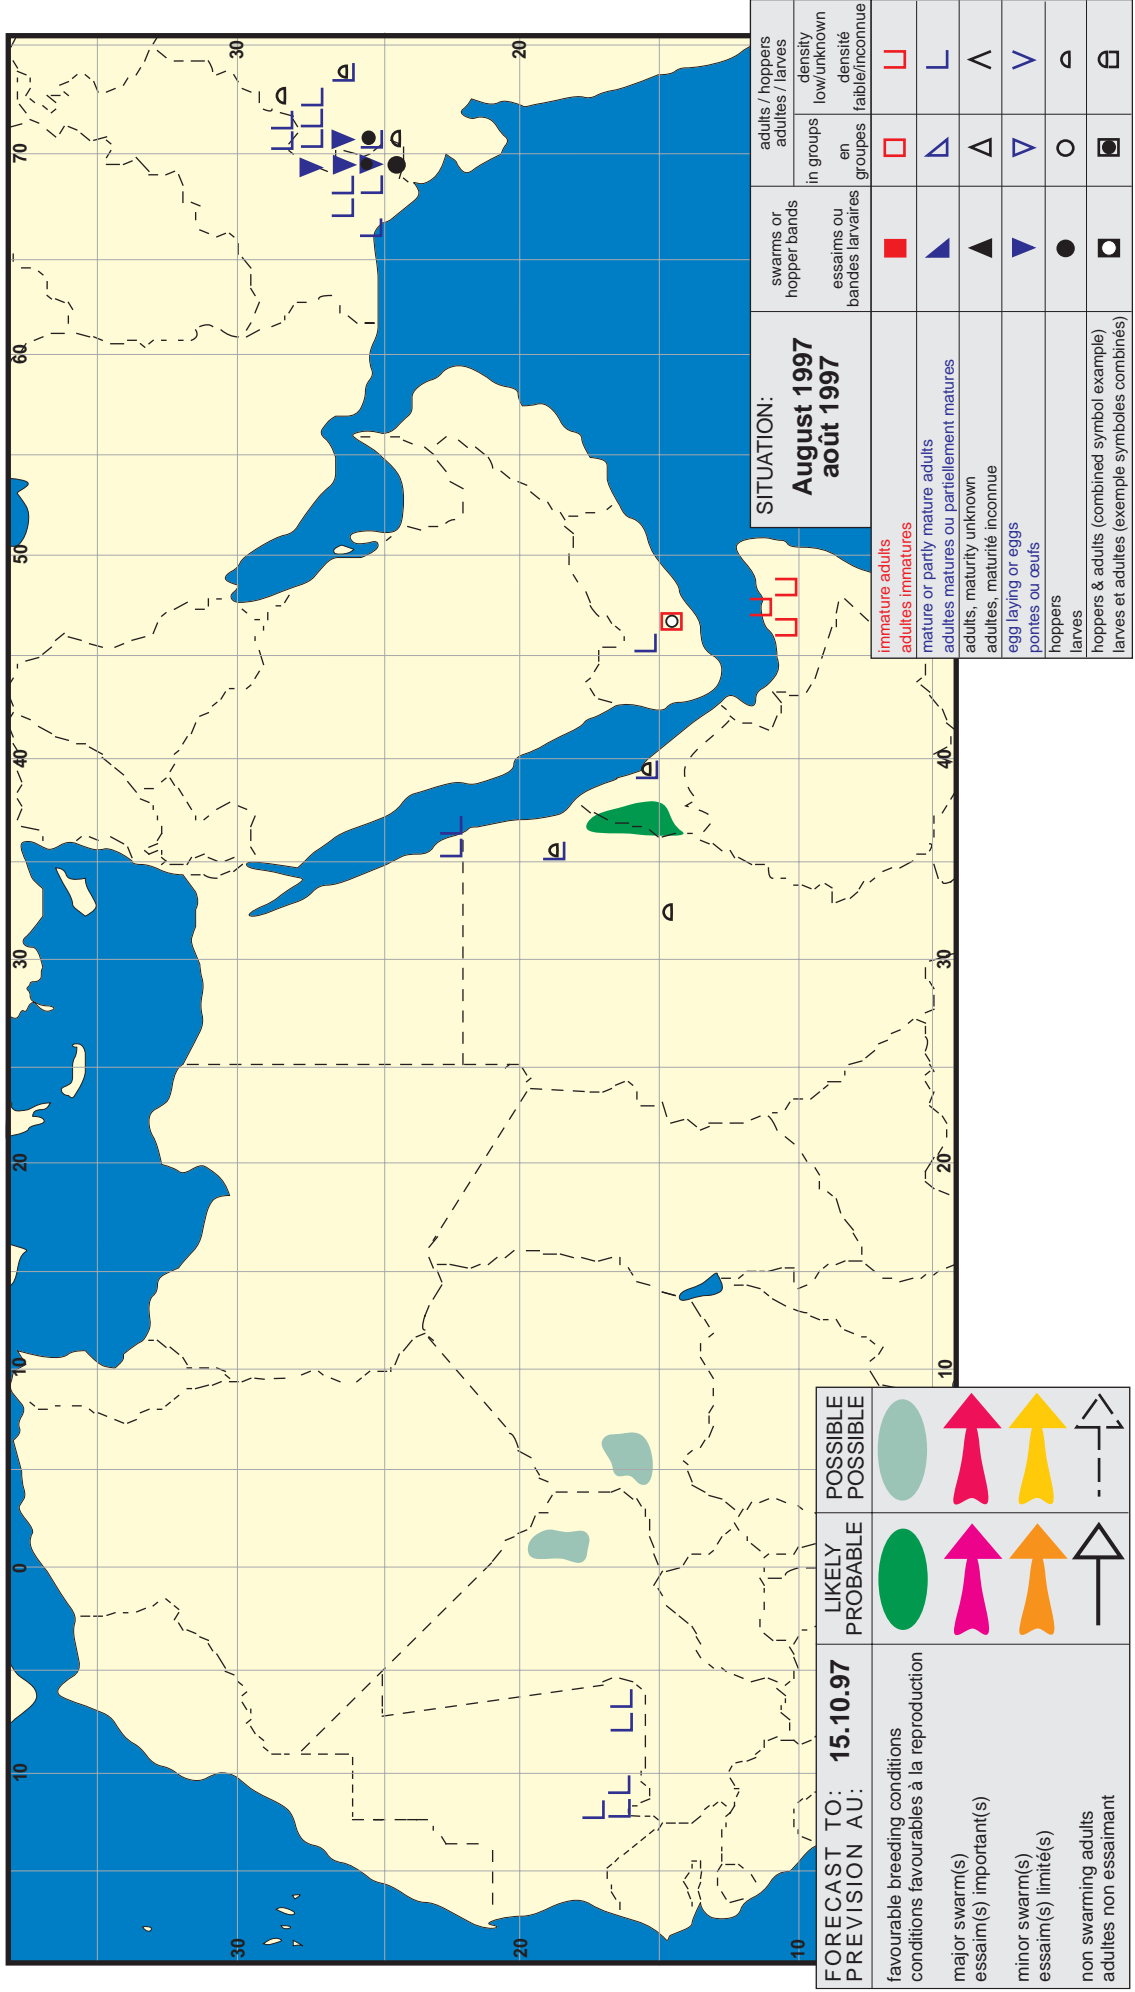 SITUATION:
August 1997
août 1997
swarms or
hopper bands
essaims ou
bandes larvaires
adults / hoppers
adultes / larves
in groups
en
groupes
density
low/unknown
densité
faible/inconnue
immature adults
adultes immatures
mature or partly mature adults
adultes matures ou partiellement matures
adults, maturity unknown
adultes, maturité inconnue
egg laying or eggs
pontes ou œufs
hoppers
larves
hoppers & adults (combined symbol example)
larves et adultes (exemple symboles combinés)
FORECAST TO:
PREVISION AU:
15.10.97
LIKELY
PROBABLE
POSSIBLE
POSSIBLE
favourable breeding conditions
conditions favourables à la reproduction
major swarm(s)
essaim(s) important(s)
minor swarm(s)
essaim(s) limité(s)
non swarming adults
adultes non essaimant
10
0
10
20
30
40
50
60
70
30
20
30
20
10
10
20
30
40